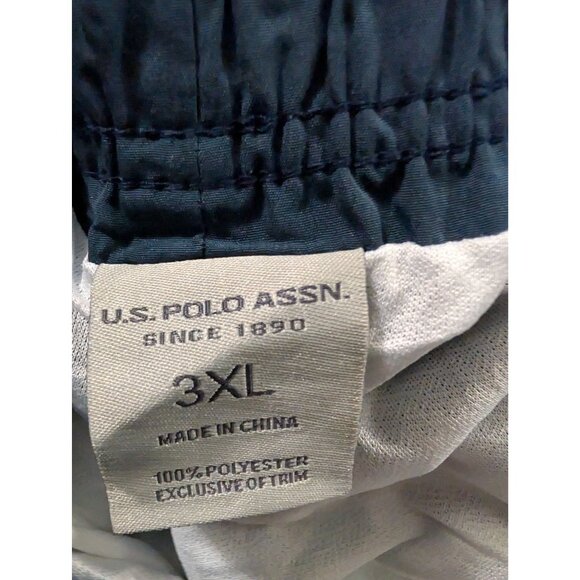 U.S. POLO ASSN.
SINCE 1890
3XL
MADE IN CHINA
100% POLYESTER
EXCLUSIVE OF TRIM